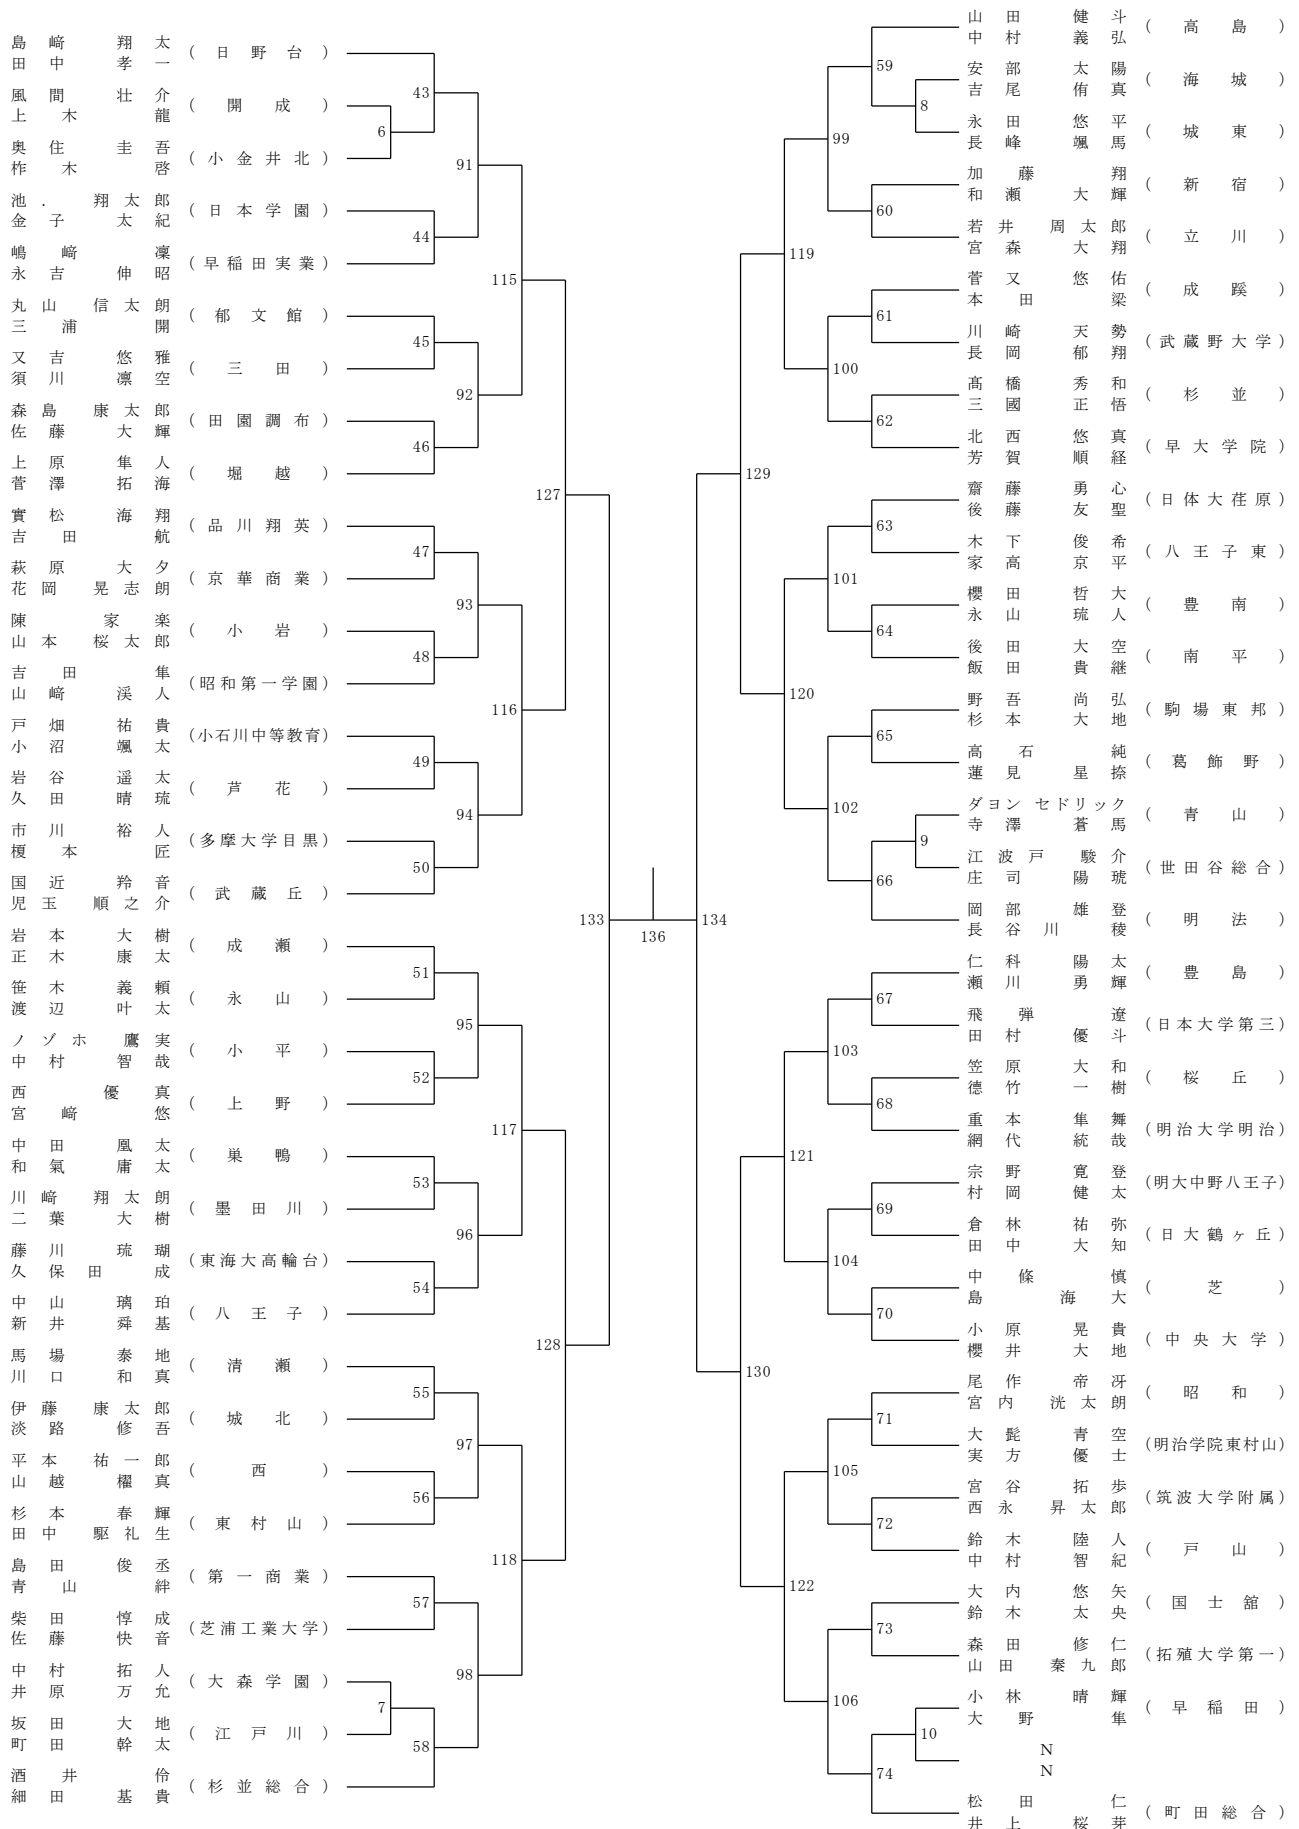 島﨑 翔太
田中 孝一
(日野台)
風間 壮介
上木 龍
(開成)
6
43
奥住 圭吾
柞木 啓
(小金井北)
91
池. 翔太郎
金子 太紀
(日本学園)
44
嶋﨑 凜
永吉 伸昭
(早稲田実業)
115
丸山 信太朗
三浦 開
(郁文館)
45
又吉 悠雅
須川 凛空
(三田)
92
森島 康太郎
佐藤 大輝
(田園調布)
46
上原 隼人
菅澤 拓海
(堀越)
127
實松 海翔
吉田 航
(品川翔英)
47
萩原 大夕
花岡 晃志朗
(京華商業)
93
陳 家楽
山本 桜太郎
(小岩)
48
吉田 隼
山﨑 渓人
(昭和第一学園)
116
戸畑 祐貴
小沼 颯太
(小石川中等教育)
49
岩谷 遥太
久田 晴琉
(芦花)
94
市川 裕人
榎本 匠
(多摩大学目黒)
50
国近 羚音
児玉 順之介
(武蔵丘)
133
岩本 大樹
正木 康太
(成瀬)
51
笹木 義頼
渡辺 叶太
(永山)
95
ノゾホ 鷹実
中村 智哉
(小平)
52
西 優真
宮﨑 悠
(上野)
117
中田 凰太
和氣 庸太
(巣鴨)
53
川﨑 翔太朗
二葉 大樹
(墨田川)
96
藤川 琉瑚
久保田 成
(東海大高輪台)
54
中山 璃珀
新井 舜基
(八王子)
128
馬場 泰地
川口 和真
(清瀬)
55
伊藤 康太郎
淡路 修吾
(城北)
97
平本 祐一郎
山越 櫂真
(西)
56
杉本 春輝
田中 駆礼生
(東村山)
118
島田 俊丞
青山 絆
(第一商業)
57
柴田 惇成
佐藤 快音
(芝浦工業大学)
98
中村 拓人
井原 万允
(大森学園)
7
坂田 大地
町田 幹太
(江戸川)
58
酒井 伶
細田 基貴
(杉並総合)
136
山田 健斗
中村 義弘
(高島)
59
安部 太陽
吉尾 侑真
(海城)
8
永田 悠平
長峰 颯馬
(城東)
99
加藤 翔
和瀬 大輝
(新宿)
60
若井 周太郎
宮森 大翔
(立川)
119
菅又 悠佑
本田 梁
(成蹊)
61
川崎 天勢
長岡 郁翔
(武蔵野大学)
100
髙橋 秀和
三國 正悟
(杉並)
62
北西 悠真
芳賀 順経
(早大学院)
129
齋藤 勇心
後藤 友聖
(日体大荏原)
63
木下 俊希
家高 京平
(八王子東)
101
櫻田 哲大
永山 琉人
(豊南)
64
後田 大空
飯田 貴継
(南平)
120
野吾 尚弘
杉本 大地
(駒場東邦)
65
高石 純
蓮見 星捺
(葛飾野)
102
ダヨン セドリック
寺澤 蒼馬
(青山)
9
江波戸 駿介
庄司 陽琥
(世田谷総合)
66
岡部 雄登
長谷川 稜
(明法)
134
仁科 陽太
瀬川 勇輝
(豊島)
67
飛弾 遼
田村 優斗
(日本大学第三)
103
笠原 大和
德竹 一樹
(桜丘)
68
重本 隼舞
網代 統哉
(明治大学明治)
121
宗野 寛登
村岡 健太
(明大中野八王子)
69
倉林 祐弥
田中 大知
(日大鶴ヶ丘)
104
中條 慎
島 海大
(芝)
70
小原 晃貴
櫻井 大地
(中央大学)
130
尾作 帝冴
宮内 洸太朗
(昭和)
71
大髭 青空
実方 優士
(明治学院東村山)
105
宮谷 拓歩
西永 昇太郎
(筑波大学附属)
72
鈴木 陸人
中村 智紀
(戸山)
122
大内 悠矢
鈴木 太央
(国士舘)
73
森田 修仁
山田 秦九郎
(拓殖大学第一)
106
小林 晴輝
大野 隼
(早稲田)
10
N
N
74
松田 仁
井上 桜芽
(町田総合)